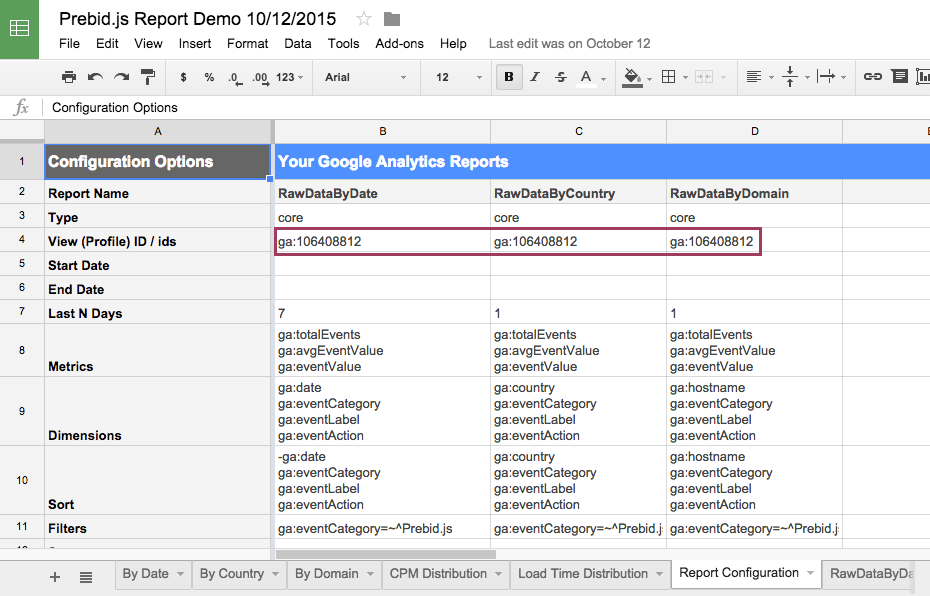 Prebid.js Report Demo 10/12/2015
File Edit View Insert Format Data Tools Add-ons Help Last edit was on October 12
$ % .0 .00 123 Arial 12 B I S A
fx Configuration Options
A B C D E
1 Configuration Options Your Google Analytics Reports
2 Report Name RawDataByDate RawDataByCountry RawDataByDomain
3 Type core core core
4 View (Profile) ID / ids ga:106408812 ga:106408812 ga:106408812
5 Start Date
6 End Date
7 Last N Days 7 1 1
ga:totalEvents ga:totalEvents ga:totalEvents
8 ga:avgEventValue ga:avgEventValue ga:avgEventValue
Metrics ga:eventValue ga:eventValue ga:eventValue
ga:date ga:country ga:hostname
9 ga:eventCategory ga:eventCategory ga:eventCategory
ga:eventLabel ga:eventLabel ga:eventLabel
Dimensions ga:eventAction ga:eventAction ga:eventAction
-ga:date ga:country ga:hostname
10 ga:eventCategory ga:eventCategory ga:eventCategory
ga:eventLabel ga:eventLabel ga:eventLabel
Sort ga:eventAction ga:eventAction ga:eventAction
11 Filters ga:eventCategory=~^Prebid.js ga:eventCategory=~^Prebid.j ga:eventCategory=~^Prebid.j
By Date By Country By Domain CPM Distribution Load Time Distribution Report Configuration RawDataByDa